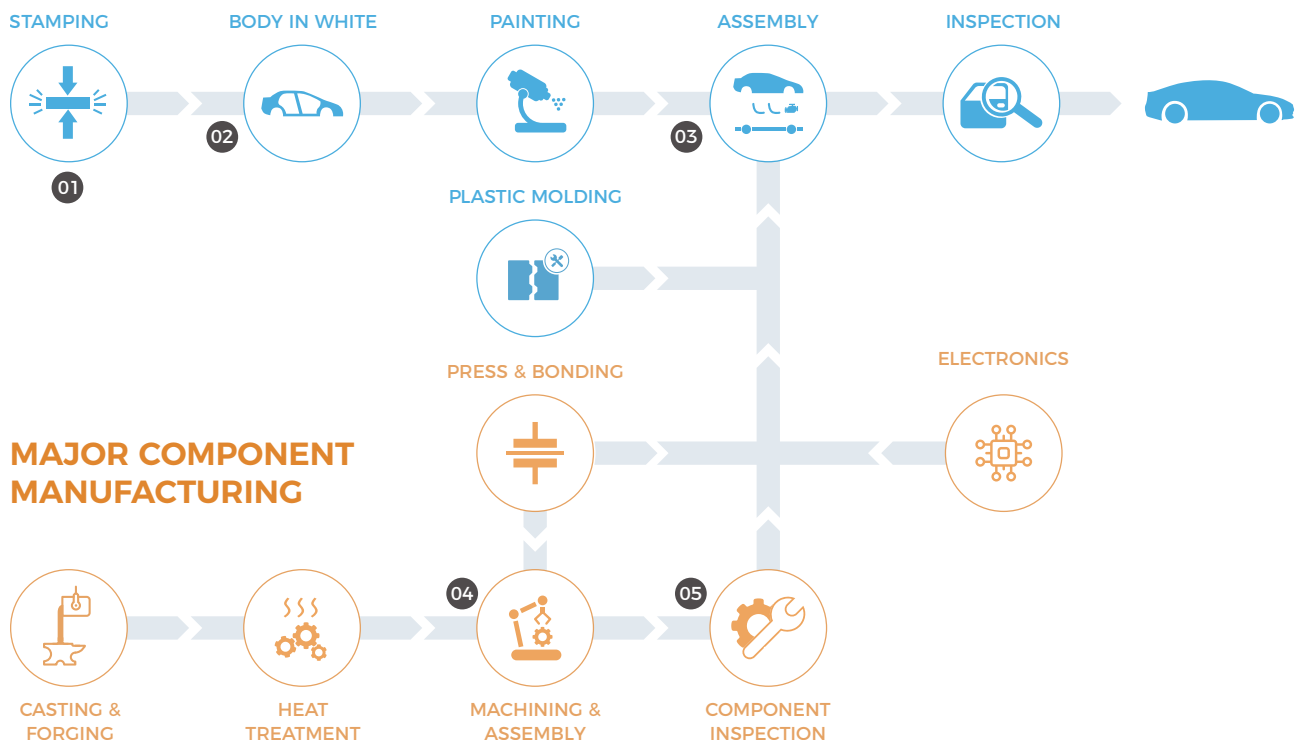 STAMPING
BODY IN WHITE
PAINTING
ASSEMBLY
INSPECTION
02
03
01
PLASTIC MOLDING
PRESS & BONDING
ELECTRONICS
MAJOR COMPONENT
MANUFACTURING
04
05
CASTING &
FORGING
HEAT
TREATMENT
MACHINING &
ASSEMBLY
COMPONENT
INSPECTION